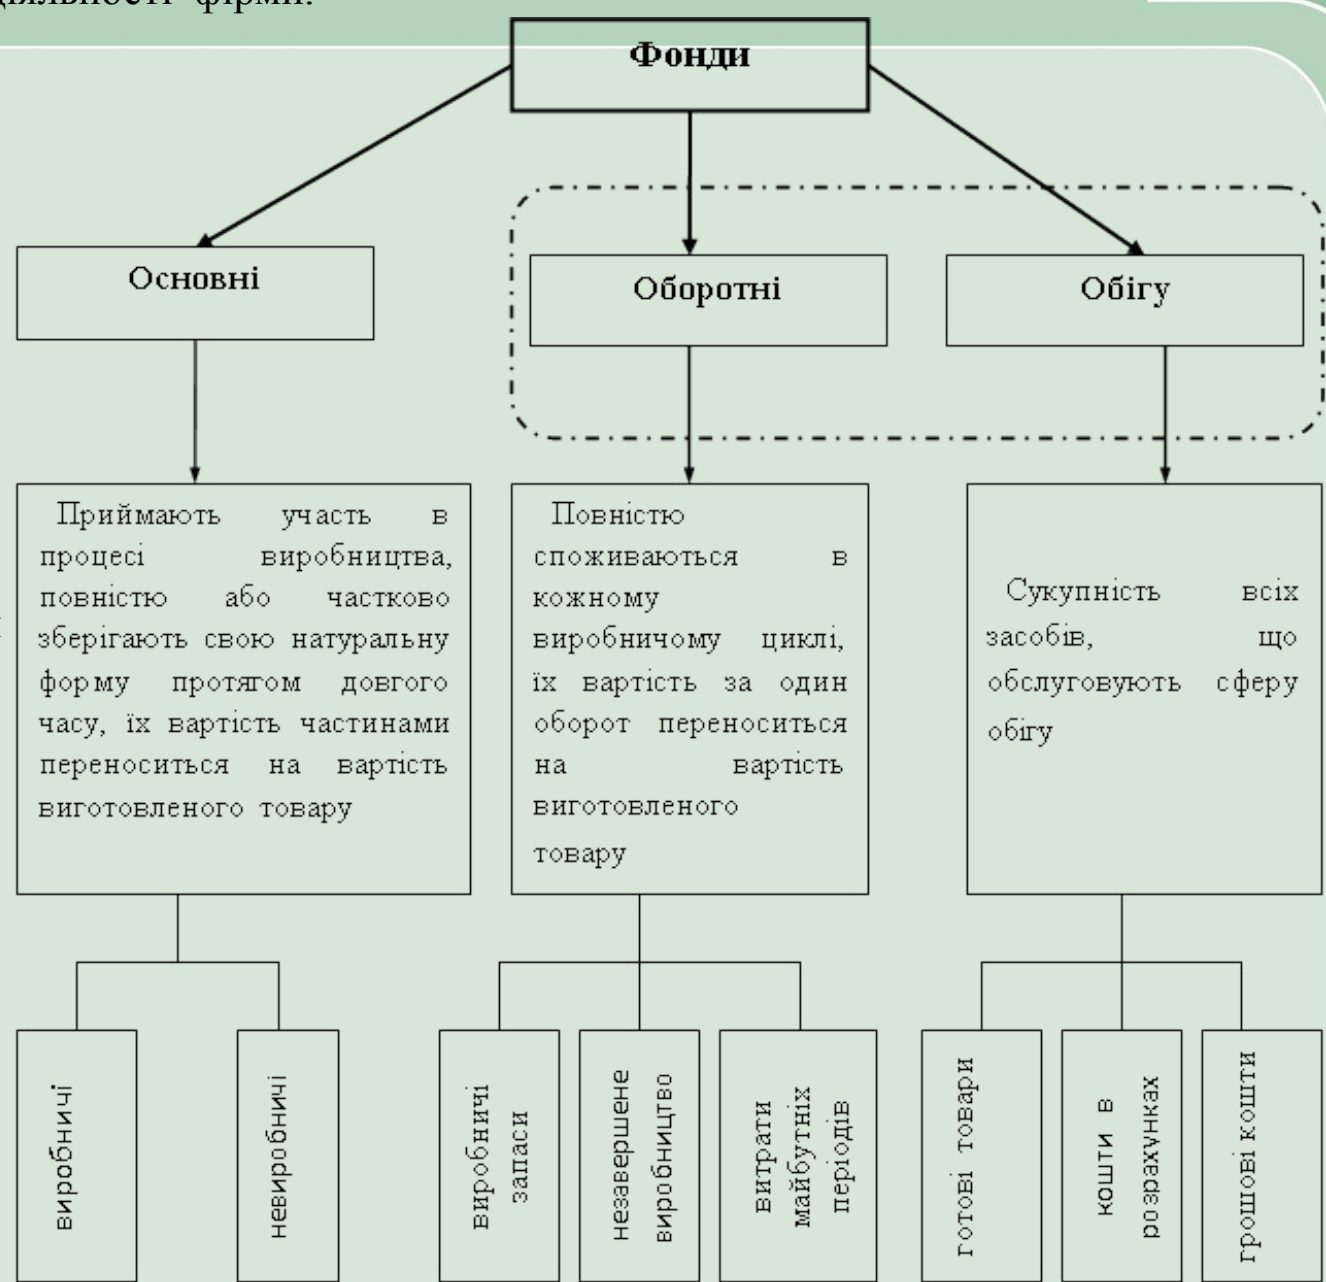 діяльності фірми.
Фонди
Основні
Оборотні
Обігу
Приймають участь в
процесі виробництва,
повністю або частково
зберігають свою натуральну
форму протягом довгого
часу, їх вартість частинами
переноситься на вартість
виготовленого товару
Повністю
споживаються в
кожному
виробничому циклі,
їх вартість за один
оборот переноситься
на вартість
виготовленого
товару
Сукупність всіх
засобів, що
обслуговують сферу
обігу
виробничі
невиробничі
виробничі
запаси
незавершене
виробництво
витрати
майбутніх
періодів
готові товари
кошти в
розрахунках
грошові кошти